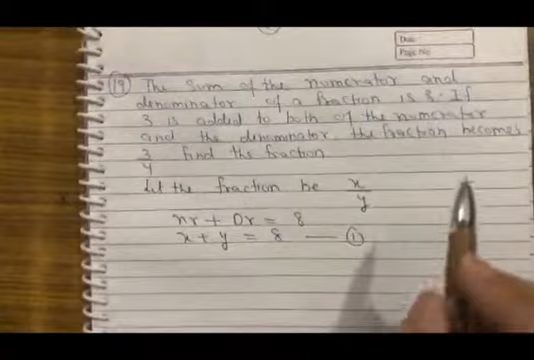 Date
Page No
19 The sum of the numerator and
denominator of a fraction is 8. If
3 is added to both of the numerator
and the denominator the fraction becomes
3/4 find the fraction
Let the fraction be x/y
Nr + Dr = 8
x + y = 8 — ①